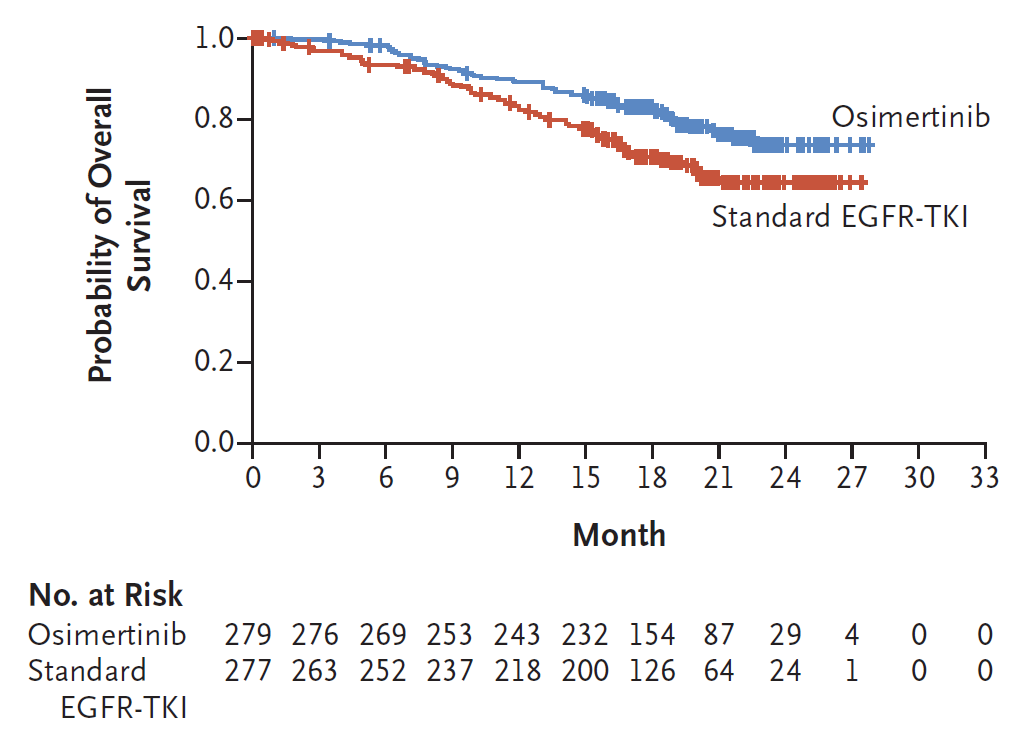 1.0
0.8
0.6
0.4
0.2
0.0
Probability of Overall
Survival
Osimertinib
Standard EGFR-TKI
0 3 6 9 12 15 18 21 24 27 30 33
Month
No. at Risk
Osimertinib 279 276 269 253 243 232 154 87 29 4 0 0
Standard 277 263 252 237 218 200 126 64 24 1 0 0
EGFR-TKI